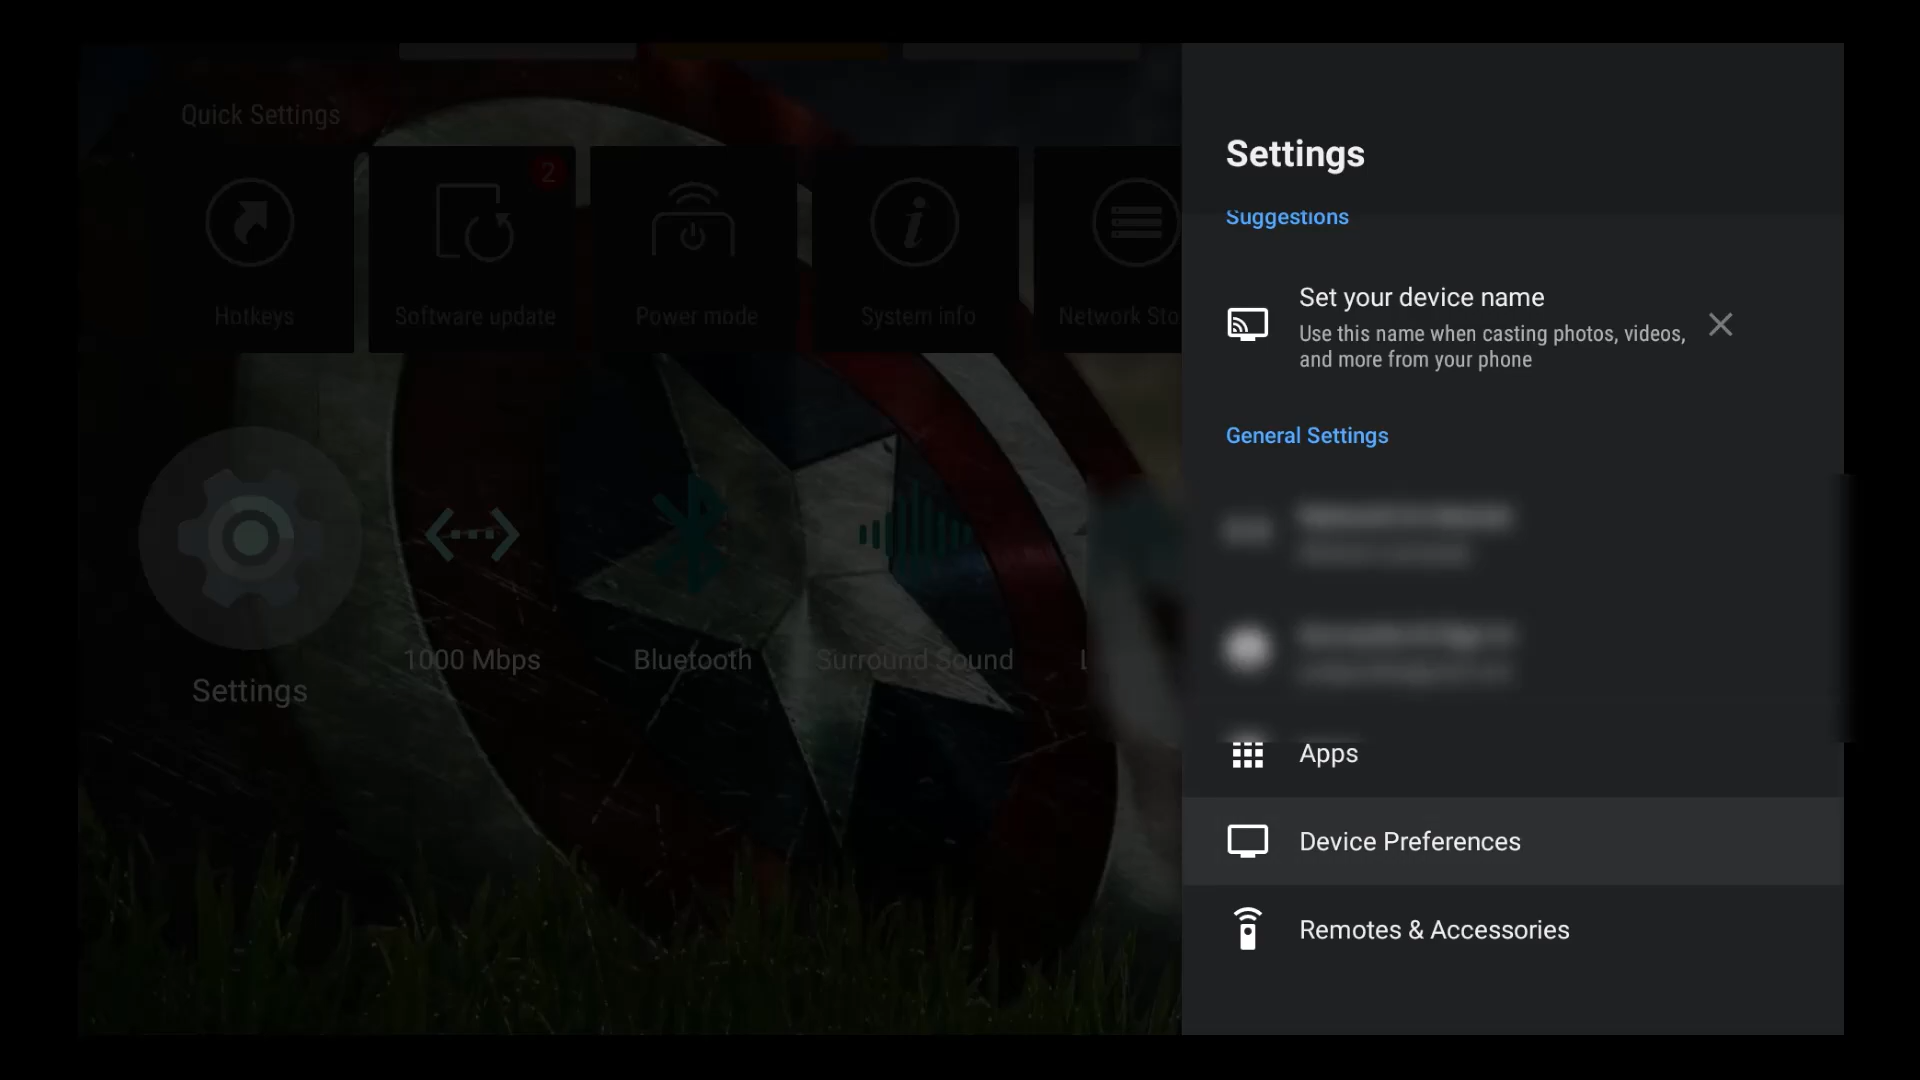 Quick Settings
2
Hotkeys
Software update
Power mode
System info
Network Sto
Settings
1000 Mbps
Bluetooth
Surround Sound
Settings
Suggestions
Set your device name
Use this name when casting photos, videos,
and more from your phone
General Settings
Apps
Device Preferences
Remotes & Accessories